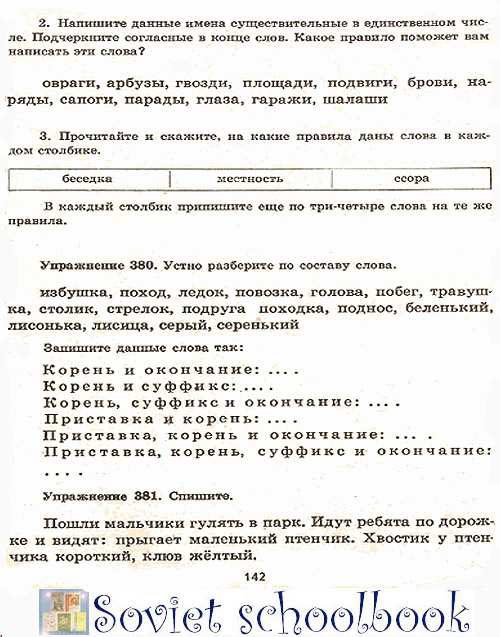 2. Напишите данные имена существительные в единственном чис-
ле. Подчеркните согласные в конце слов. Какое правило поможет вам
написать эти слова?
овраги, арбузы, гвозди, площади, подвиги, брови, на-
ряды, сапоги, парады, глаза, гаражи, шалаши
3. Прочитайте и скажите, на какие правила даны слова в каж-
дом столбике.
беседка местность ссора
В каждый столбик припишите еще по три-четыре слова на те же
правила.
Упражнение 380. Устно разберите по составу слова.
избушка, поход, ледок, повозка, голова, побег, травуш-
ка, столик, стрелок, подруга походка, поднос, беленький,
лисонька, лисица, серый, серенький
Запишите данные слова так:
Корень и окончание: ....
Корень и суффикс: ....
Корень, суффикс и окончание: ....
Приставка и корень: ....
Приставка, корень и окончание: ... .
Приставка, корень, суффикс и окончание:
....
Упражнение 381. Спишите.
Пошли мальчики гулять в парк. Идут ребята по дорож-
ке и видят: прыгает маленький птенчик. Хвостик у птен-
чика короткий, клюв жёлтый.
142
Soviet schoolbook